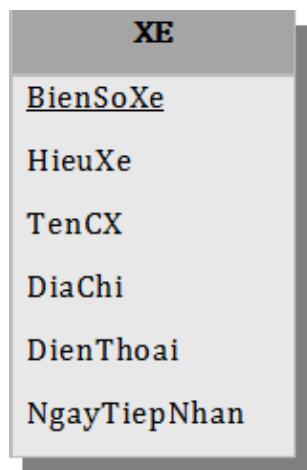 XE
BienSoXe
HieuXe
TenCX
DiaChi
DienThoai
NgayTiepNhan